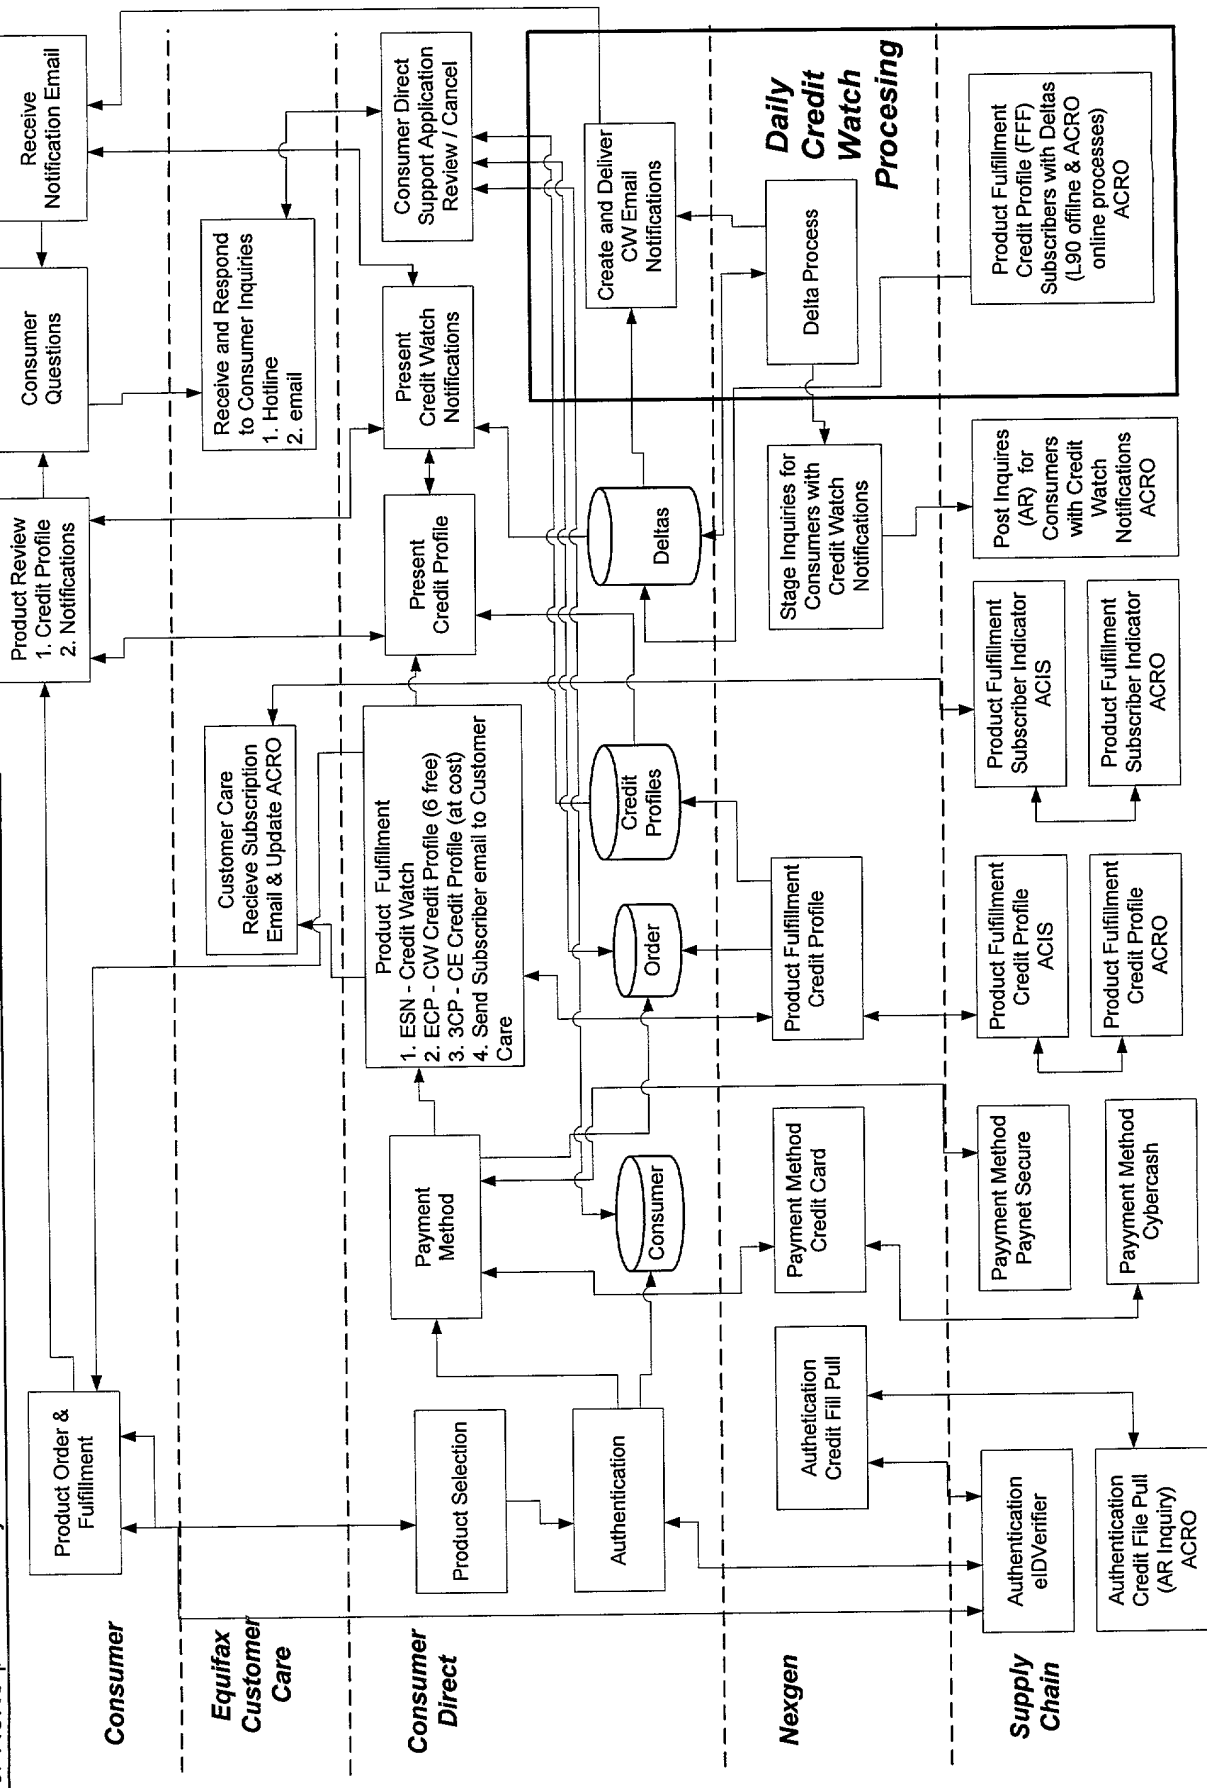 Consumer
Product Order &
Fulfillment
Product Review
1. Credit Profile
2. Notifications
Consumer
Questions
Receive
Notification Email
Equifax
Customer
Care
Customer Care
Recieve Subscription
Email & Update ACRO
Receive and Respond
to Consumer Inquiries
1. Hotline
2. email
Consumer
Direct
Product Selection
Authentication
Payment
Method
Consumer
Product Fulfillment
1. ESN - Credit Watch
2. ECP - CW Credit Profile (6 free)
3. 3CP - CE Credit Profile (at cost)
4. Send Subscriber email to Customer
Care
Order
Credit
Profiles
Present
Credit Profile
Deltas
Present
Credit Watch
Notifications
Consumer Direct
Support Application
Review / Cancel
Create and Deliver
CW Email
Notifications
Nexgen
Authetication
Credit Fill Pull
Payment Method
Credit Card
Product Fulfillment
Credit Profile
Stage Inquiries for
Consumers with
Credit Watch
Notifications
Delta Process
Daily
Credit
Watch
Procesing
Supply
Chain
Authentication
eIDVerifier
Authentication
Credit File Pull
(AR Inquiry)
ACRO
Payyment Method
Paynet Secure
Payyment Method
Cybercash
Product Fulfillment
Credit Profile
ACIS
Product Fulfillment
Credit Profile
ACRO
Product Fulfillment
Subscriber Indicator
ACIS
Product Fulfillment
Subscriber Indicator
ACRO
Post Inquires
(AR) for
Consumers
with Credit
Watch
Notifications
ACRO
Product Fulfillment
Credit Profile (FFF)
Subscribers with Deltas
(L90 offilne & ACRO
online processes)
ACRO